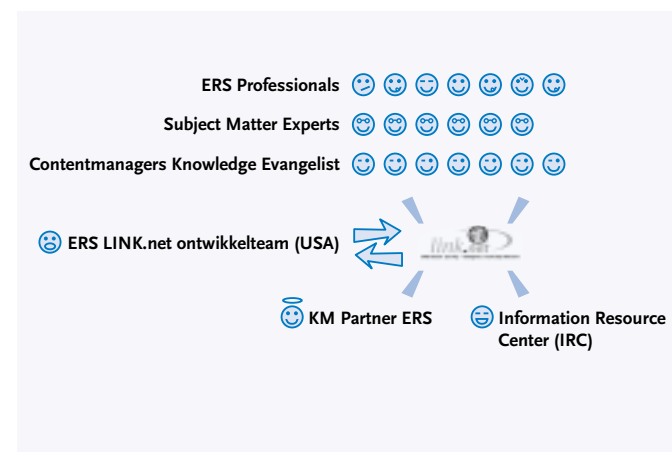 ERS Professionals
Subject Matter Experts
Contentmanagers Knowledge Evangelist
ERS LINK.net ontwikkelteam (USA)
link.net
KM Partner ERS
Information Resource
Center (IRC)